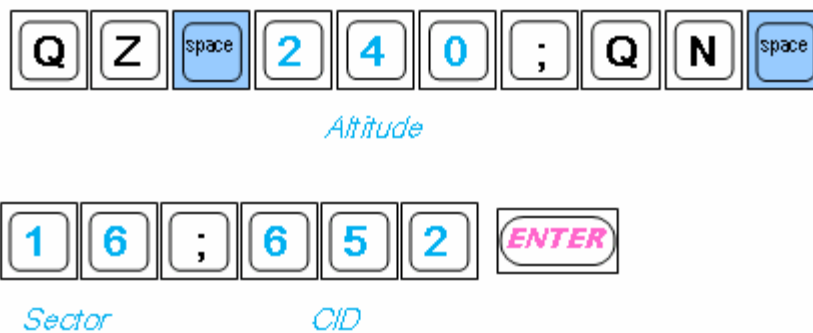 Q Z space 2 4 0 ; Q N space
Altitude
1 6 ; 6 5 2 ENTER
Sector CID